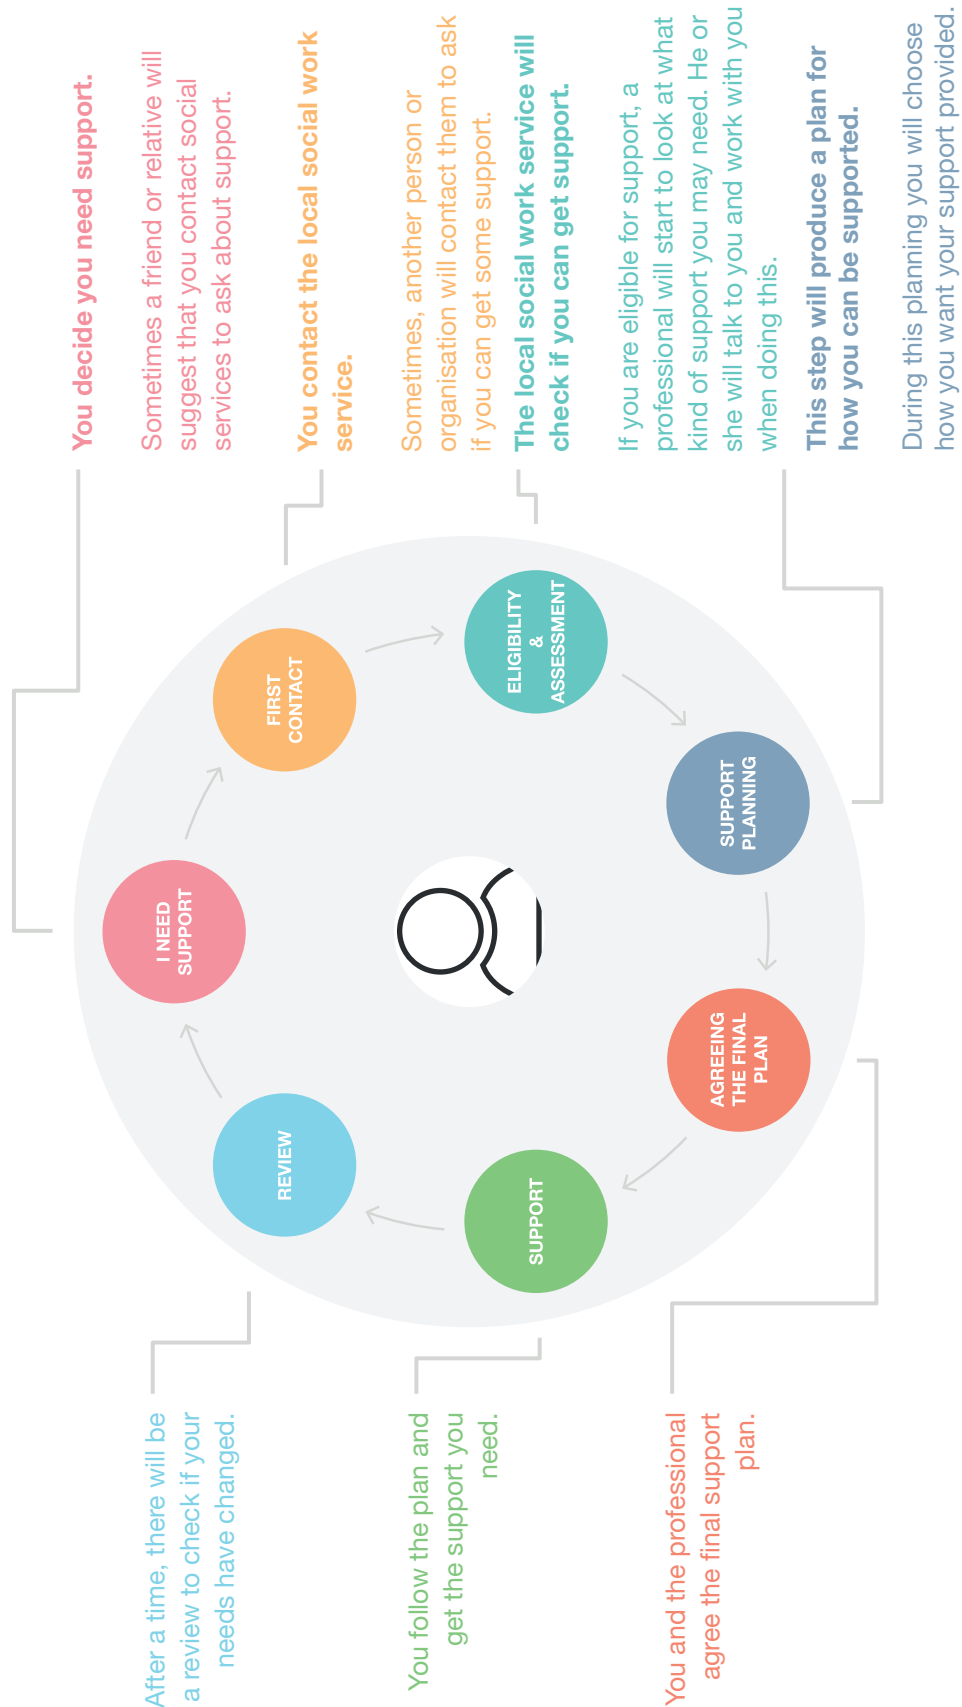 You decide you need support.
Sometimes a friend or relative will
suggest that you contact social
services to ask about support.
You contact the local social work
service.
Sometimes, another person or
organisation will contact them to ask
if you can get some support.
The local social work service will
check if you can get support.
If you are eligible for support, a
professional will start to look at what
kind of support you may need. He or
she will talk to you and work with you
when doing this.
This step will produce a plan for
how you can be supported.
During this planning you will choose
how you want your support provided.
I NEED
SUPPORT
FIRST
CONTACT
ELIGIBILITY
&
ASSESSMENT
SUPPORT
PLANNING
AGREEING
THE FINAL
PLAN
SUPPORT
REVIEW
After a time, there will be
a review to check if your
needs have changed.
You follow the plan and
get the support you
need.
You and the professional
agree the final support
plan.